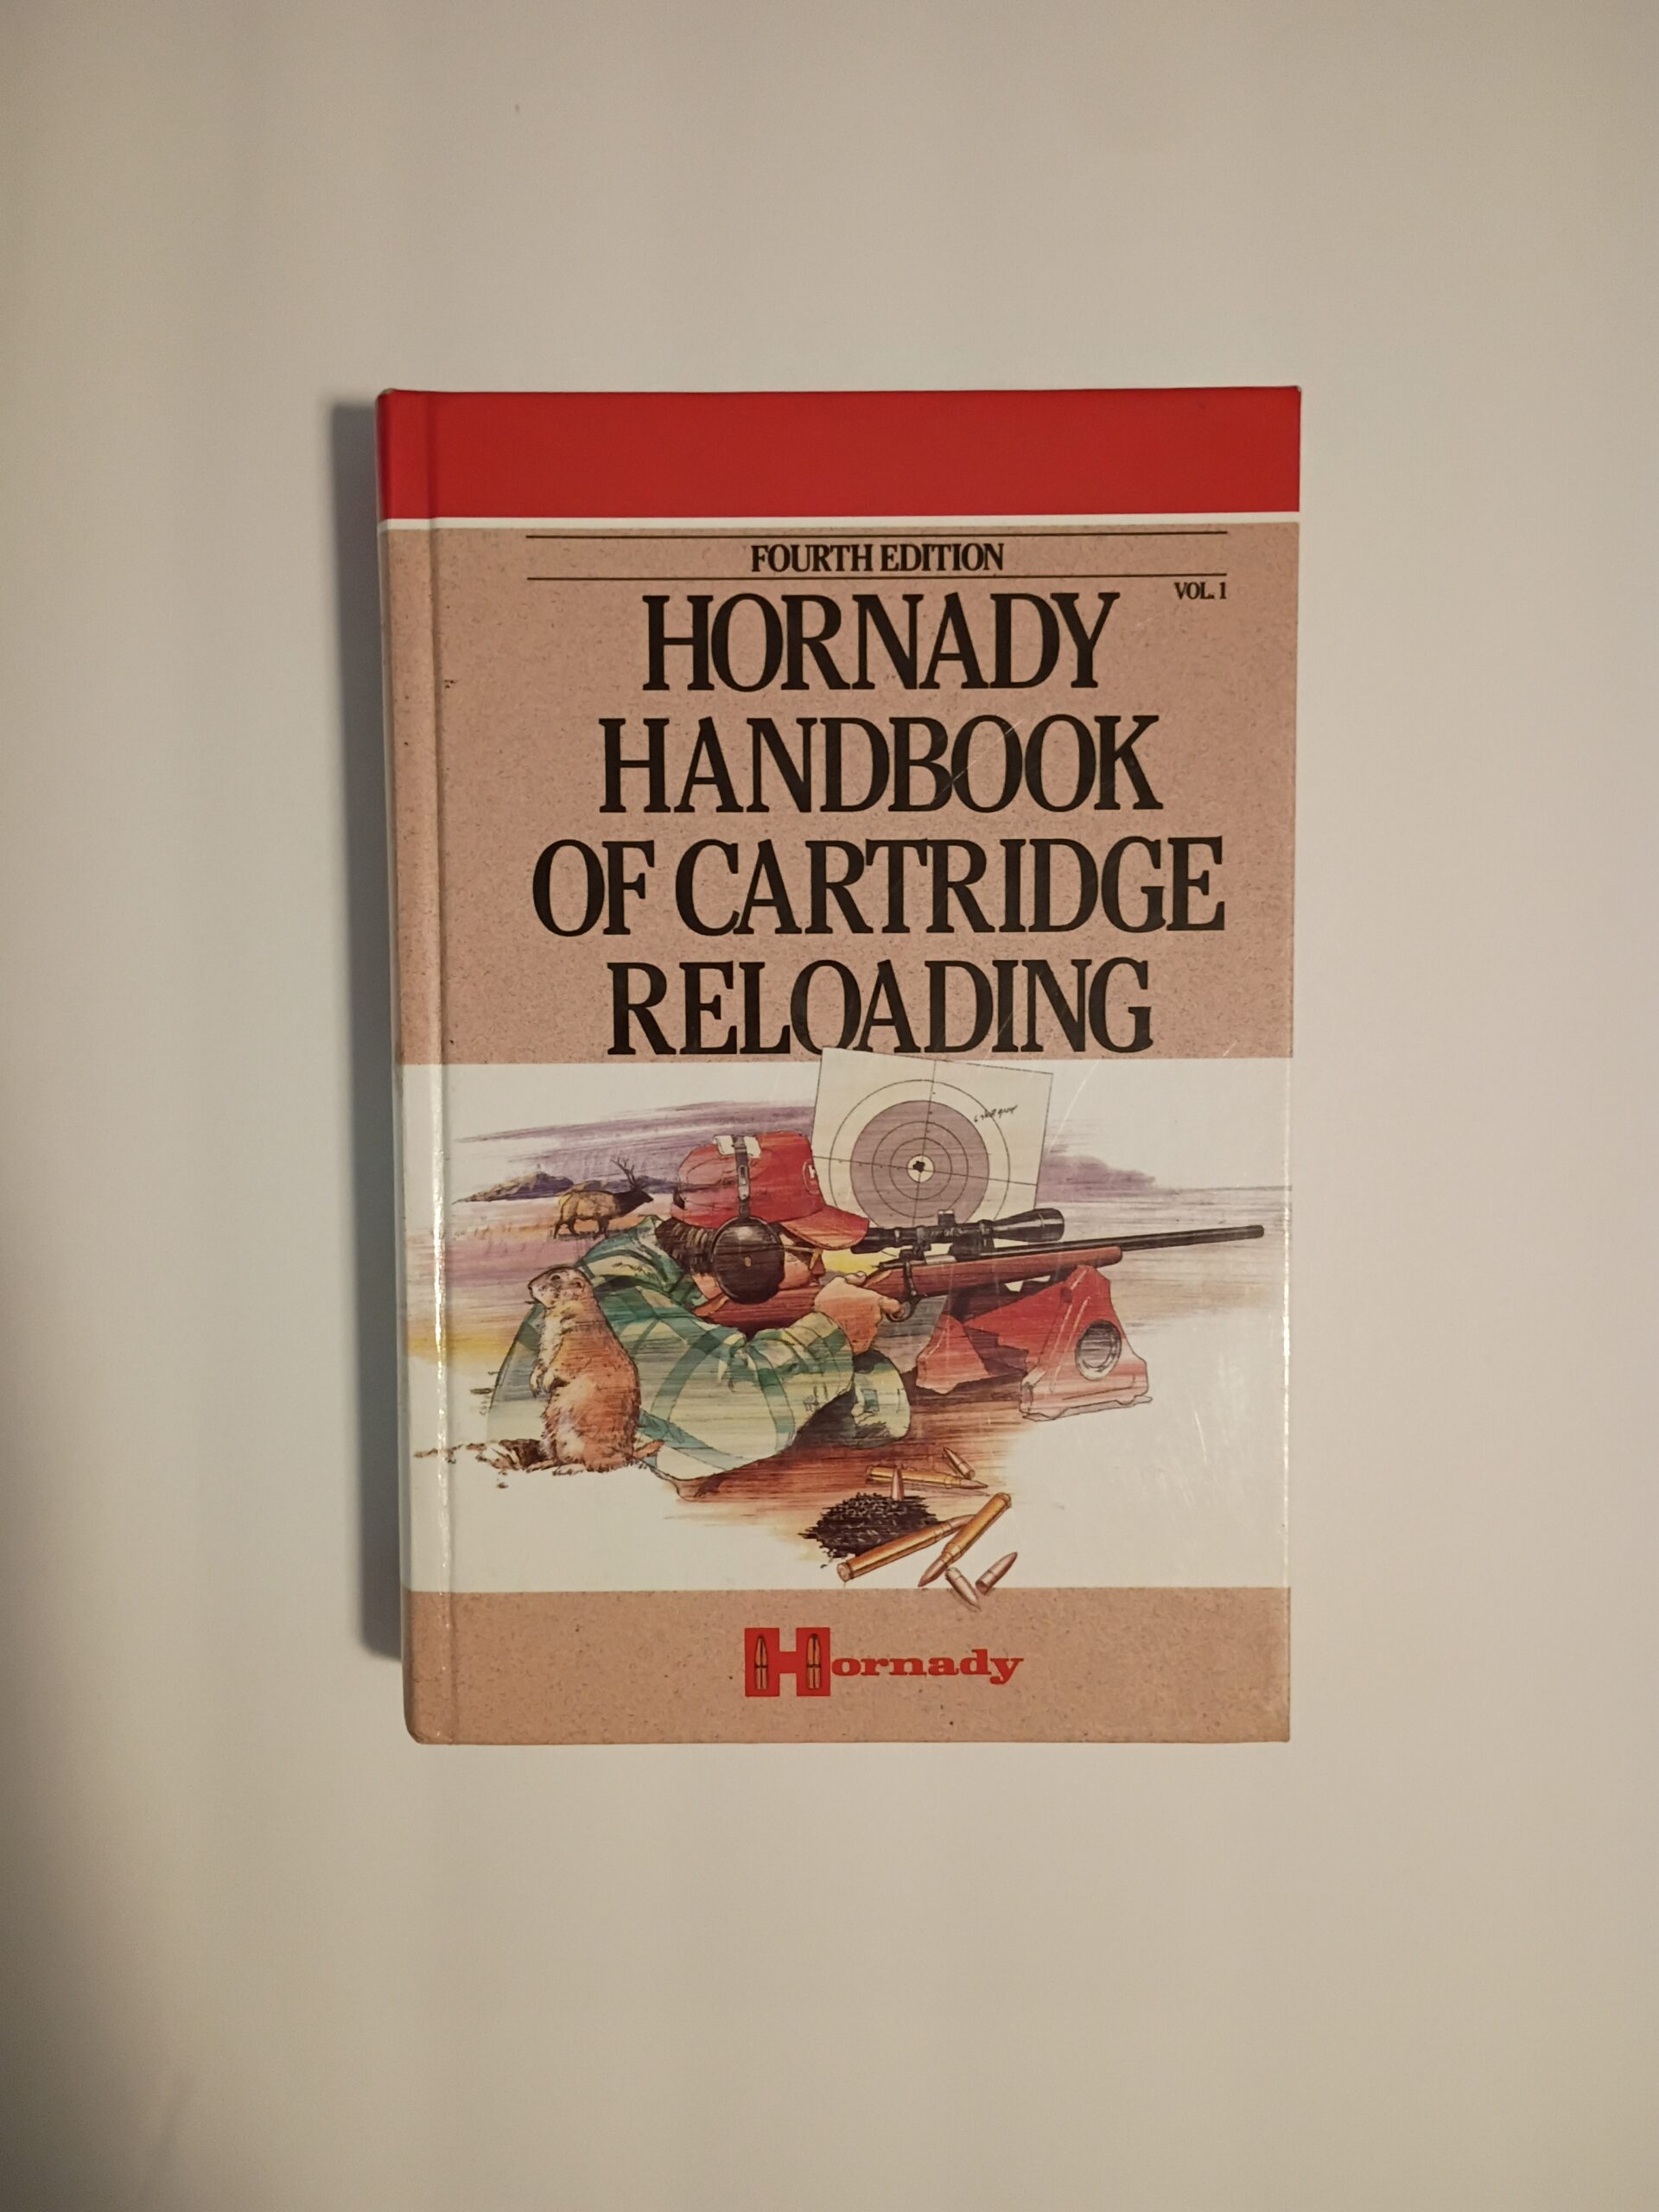 FOURTH EDITION
VOL. 1
HORNADY
HANDBOOK
OF CARTRIDGE
RELOADING
Hornady